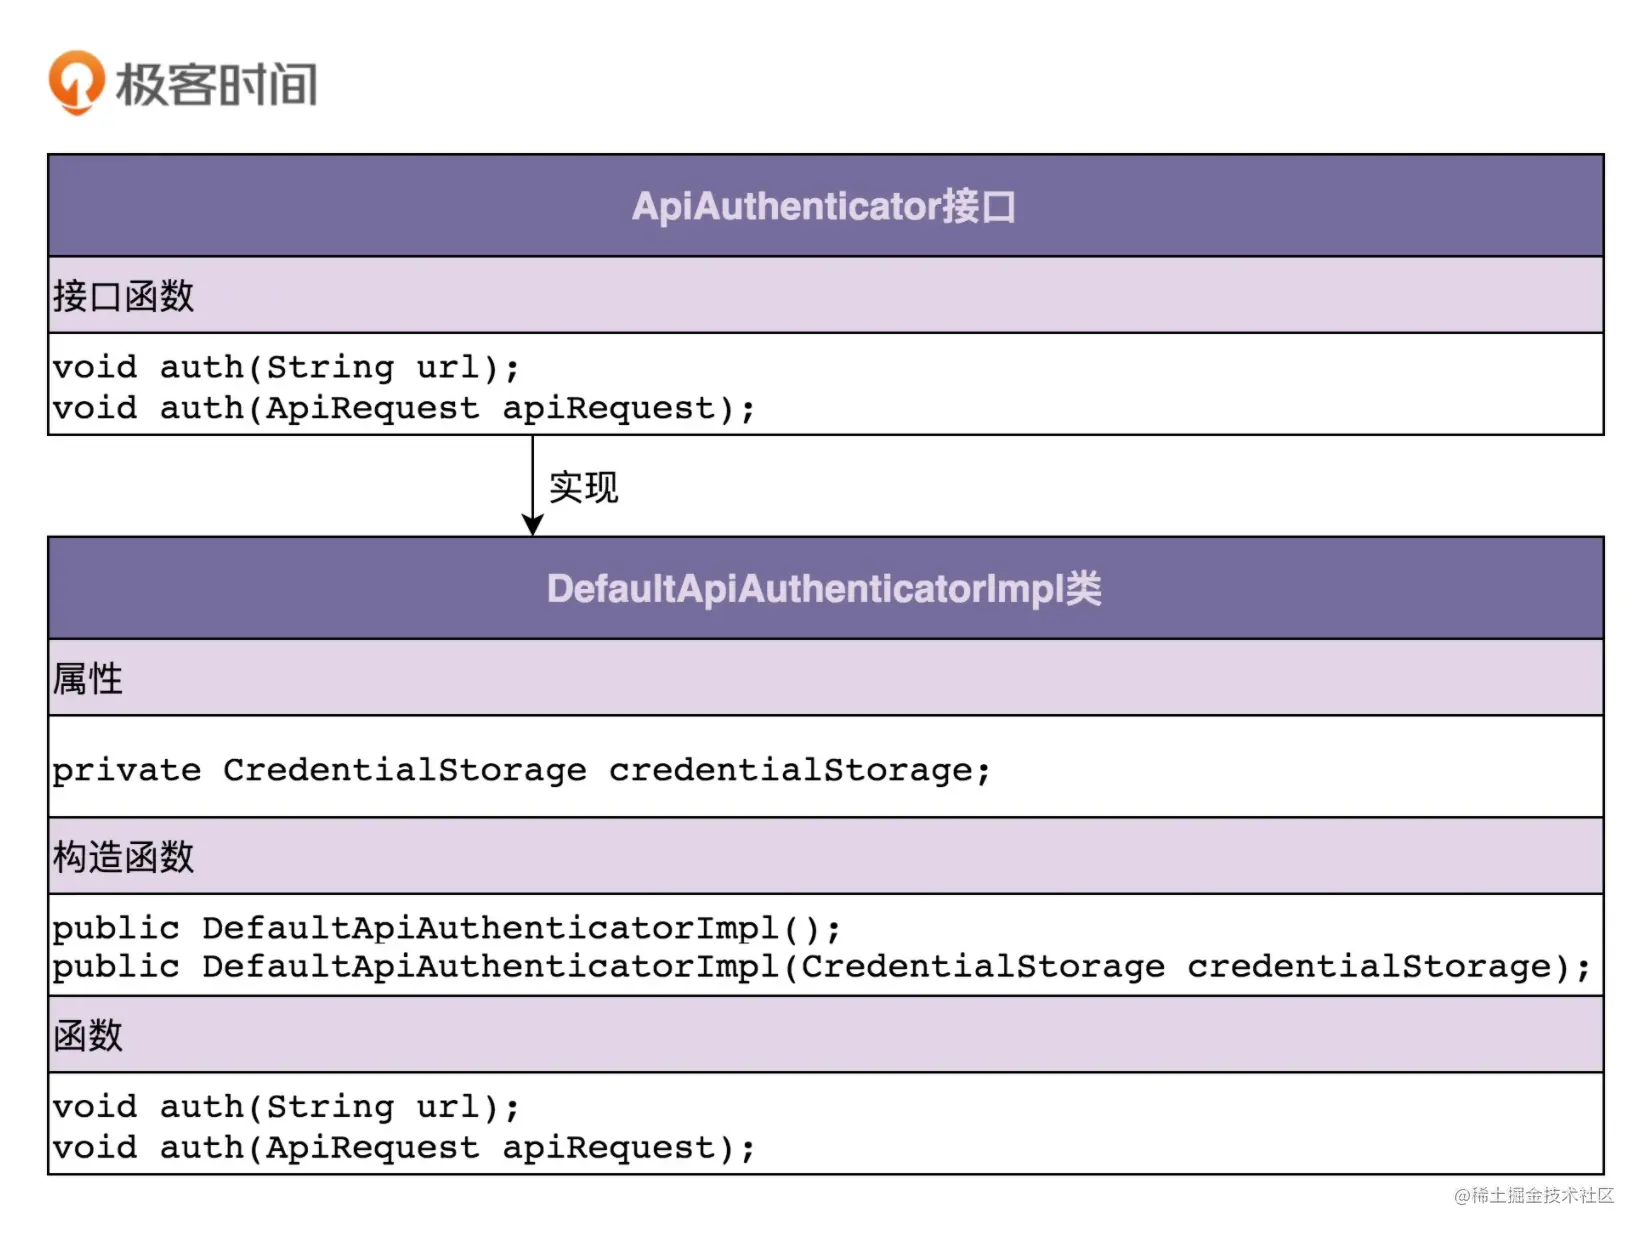 极客时间
ApiAuthenticator接口
接口函数
void auth(String url);
void auth(ApiRequest apiRequest);
实现
DefaultApiAuthenticatorImpl类
属性
private CredentialStorage credentialStorage;
构造函数
public DefaultApiAuthenticatorImpl();
public DefaultApiAuthenticatorImpl(CredentialStorage credentialStorage);
函数
void auth(String url);
void auth(ApiRequest apiRequest);
@稀土掘金技术社区